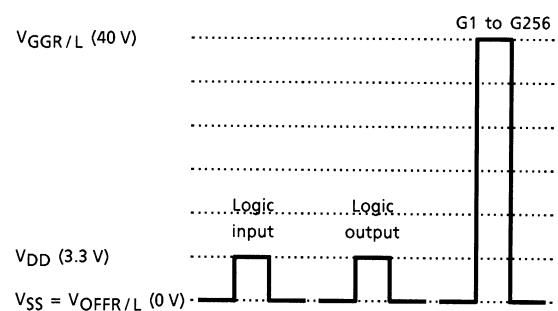 G1 to G256
VGGR/L (40 V)
Logic input
Logic output
VDD (3.3 V)
VSS = VOFFR/L (0 V)